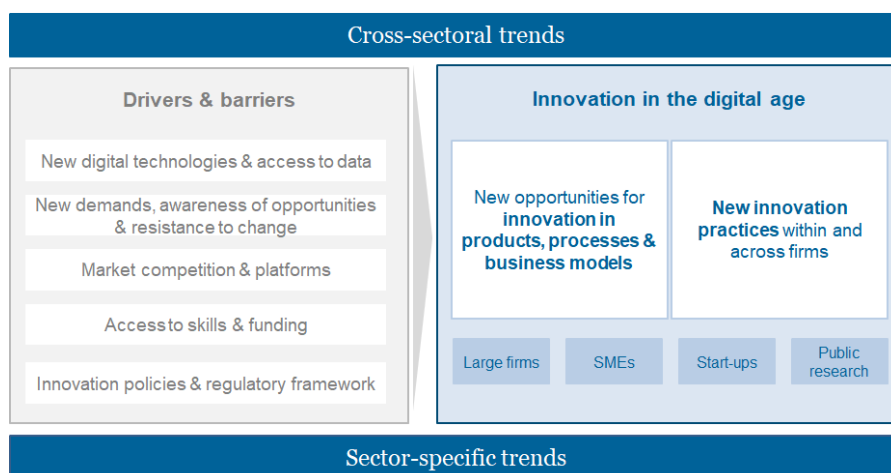 Cross-sectoral trends
Drivers & barriers
New digital technologies & access to data
New demands, awareness of opportunities
& resistance to change
Market competition & platforms
Access to skills & funding
Innovation policies & regulatory framework
Innovation in the digital age
New opportunities for
innovation in
products, processes &
business models
New innovation
practices within and
across firms
Large firms
SMEs
Start-ups
Public
research
Sector-specific trends